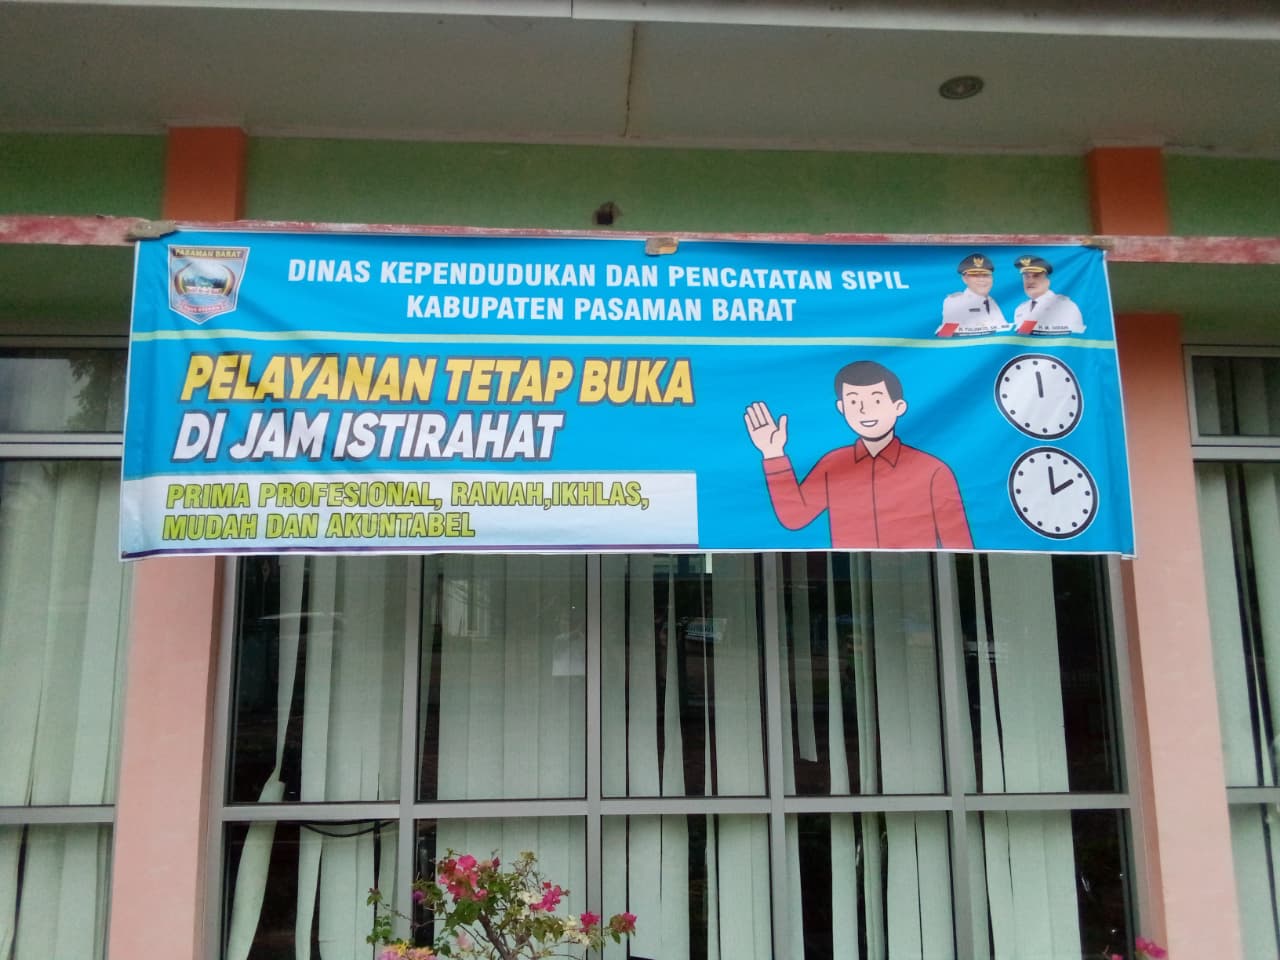 PASAMAN BARAT
DINAS KEPENDUDUKAN DAN PENCATATAN SIPIL
KABUPATEN PASAMAN BARAT
PELAYANAN TETAP BUKA
DI JAM ISTIRAHAT
PRIMA PROFESIONAL, RAMAH,IKHLAS,
MUDAH DAN AKUNTABEL